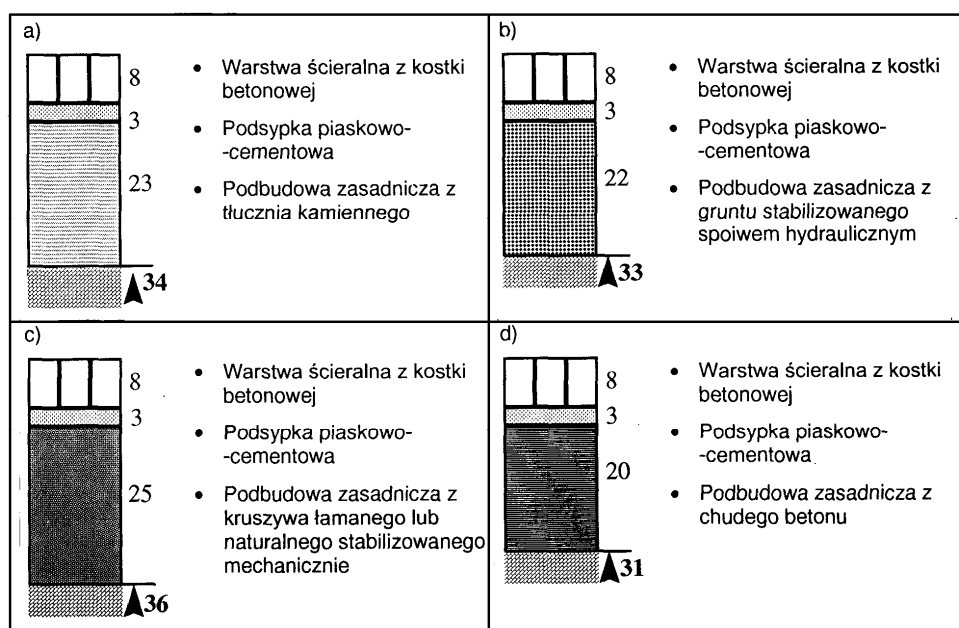 a)
8
3
23
34
• Warstwa ścieralna z kostki
betonowej
• Podsypka piaskowo-
-cementowa
• Podbudowa zasadnicza z
tłucznia kamiennego
b)
8
3
22
33
• Warstwa ścieralna z kostki
betonowej
• Podsypka piaskowo-
-cementowa
• Podbudowa zasadnicza z
gruntu stabilizowanego
spoiwem hydraulicznym
c)
8
3
25
36
• Warstwa ścieralna z kostki
betonowej
• Podsypka piaskowo-
-cementowa
• Podbudowa zasadnicza z
kruszywa łamanego lub
naturalnego stabilizowanego
mechanicznie
d)
8
3
20
31
• Warstwa ścieralna z kostki
betonowej
• Podsypka piaskowo-
-cementowa
• Podbudowa zasadnicza z
chudego betonu